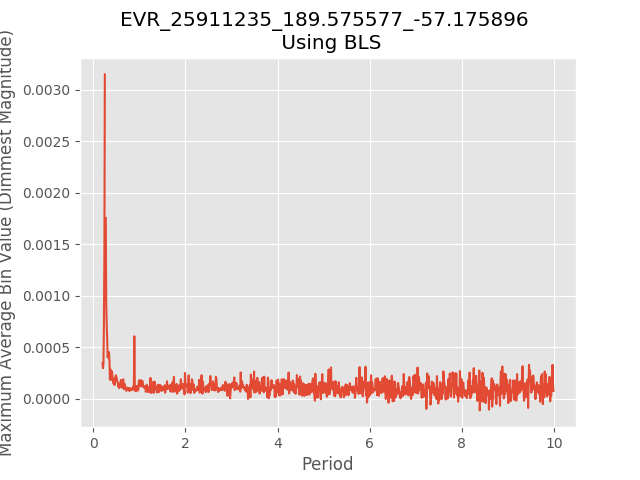 EVR_25911235_189.575577_-57.175896
Using BLS
Maximum Average Bin Value (Dimmest Magnitude)
0.0030
0.0025
0.0020
0.0015
0.0010
0.0005
0.0000
0 2 4 6 8 10
Period